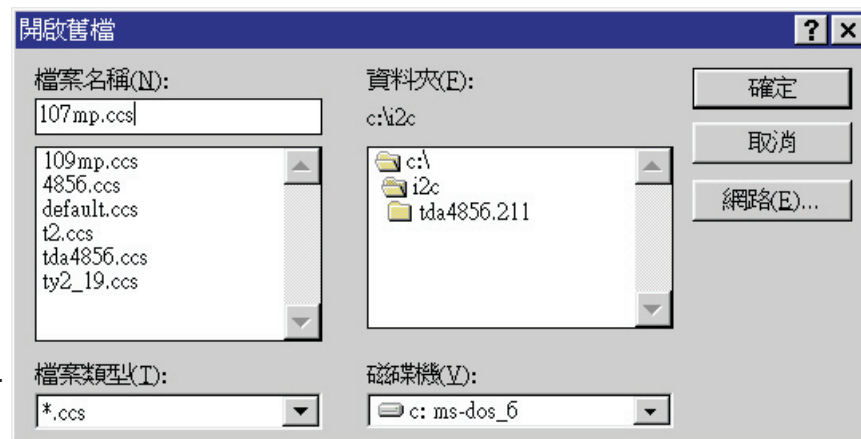 開啟舊檔
檔案名稱(N):
107mp.ccs
109mp.ccs
4856.ccs
default.ccs
t2.ccs
tda4856.ccs
ty2_19.ccs
檔案類型(T):
*.ccs
資料夾(F):
c:\i2c
c:\
i2c
tda4856.211
磁碟機(V):
c: ms-dos_6
確定
取消
網路(E)...